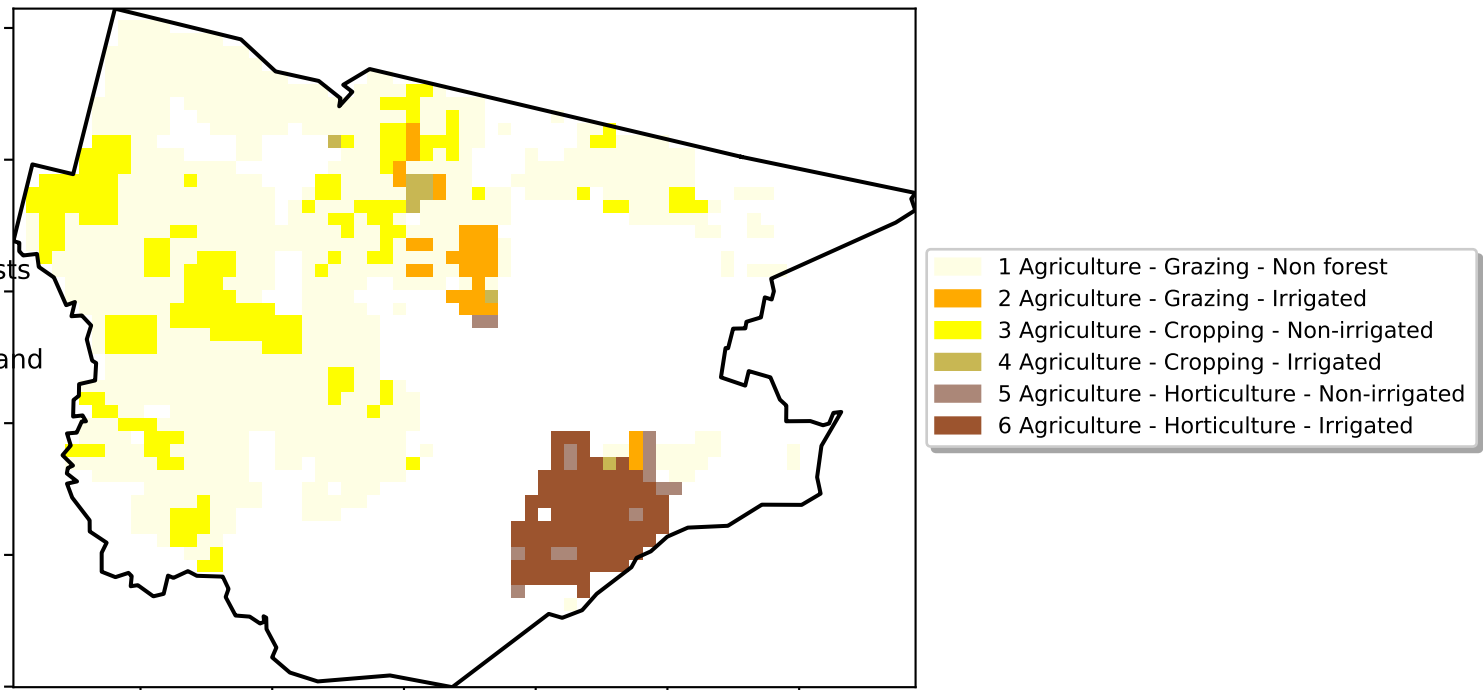 sts
and
1 Agriculture - Grazing - Non forest
2 Agriculture - Grazing - Irrigated
3 Agriculture - Cropping - Non-irrigated
4 Agriculture - Cropping - Irrigated
5 Agriculture - Horticulture - Non-irrigated
6 Agriculture - Horticulture - Irrigated